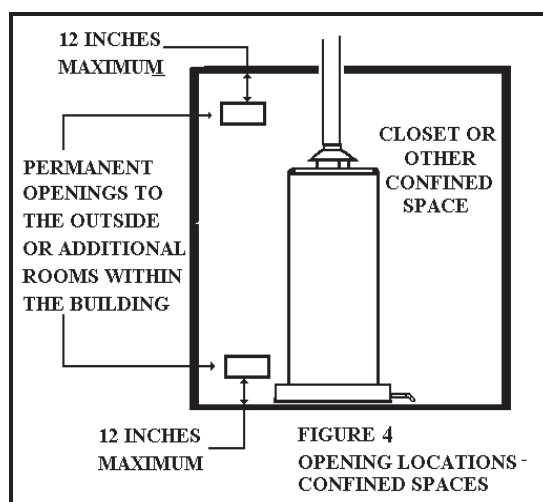 12 INCHES
MAXIMUM
PERMANENT
OPENINGS TO
THE OUTSIDE
OR ADDITIONAL
ROOMS WITHIN
THE BUILDING
CLOSET OR
OTHER
CONFINED
SPACE
12 INCHES
MAXIMUM
FIGURE 4
OPENING LOCATIONS -
CONFINED SPACES